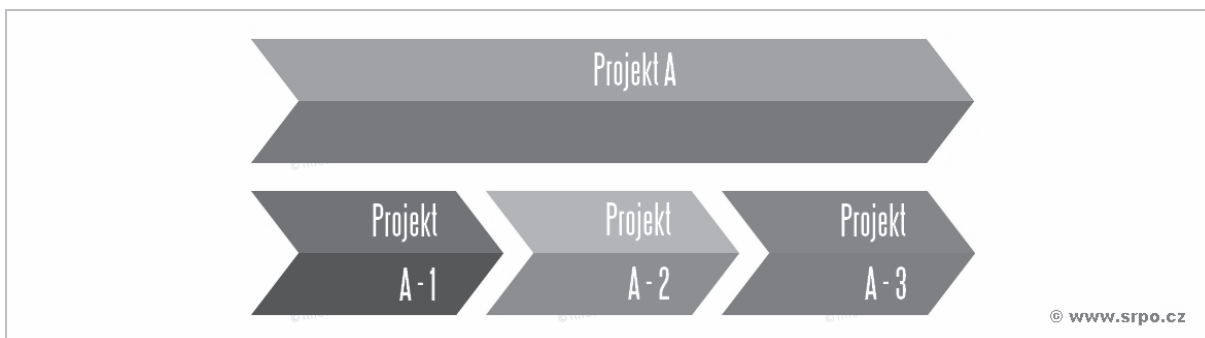 Projekt A
Projekt
A - 1
Projekt
A - 2
Projekt
A - 3
© www.srpo.cz